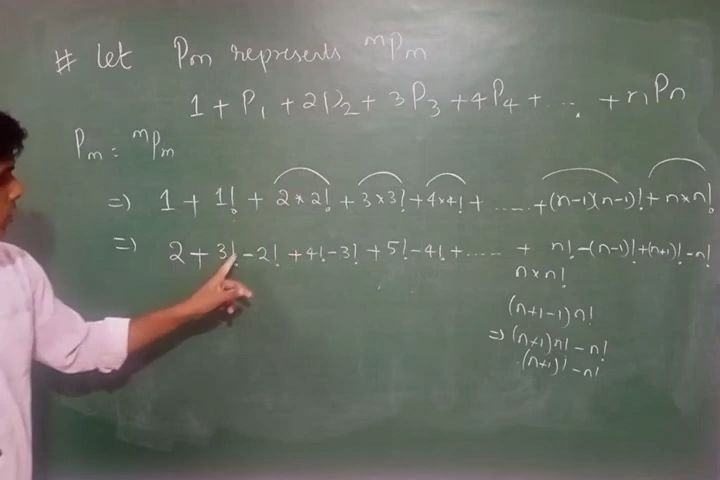 # let Pm represents ᵐPm
1 + P₁ + 2P₂ + 3P₃ + 4P₄ + ..... + nPn
Pm = ᵐPm
=) 1 + 1! + 2×2! + 3×3! + 4×4! + ..... + (n-1)(n-1)! + n×n!
=) 2 + 3! - 2! + 4! - 3! + 5! - 4! + ..... + n! - (n-1)! + (n+1)! - n!
n×n!
(n+1-1)n!
=) (n+1)n! - n!
(n+1)! - n!